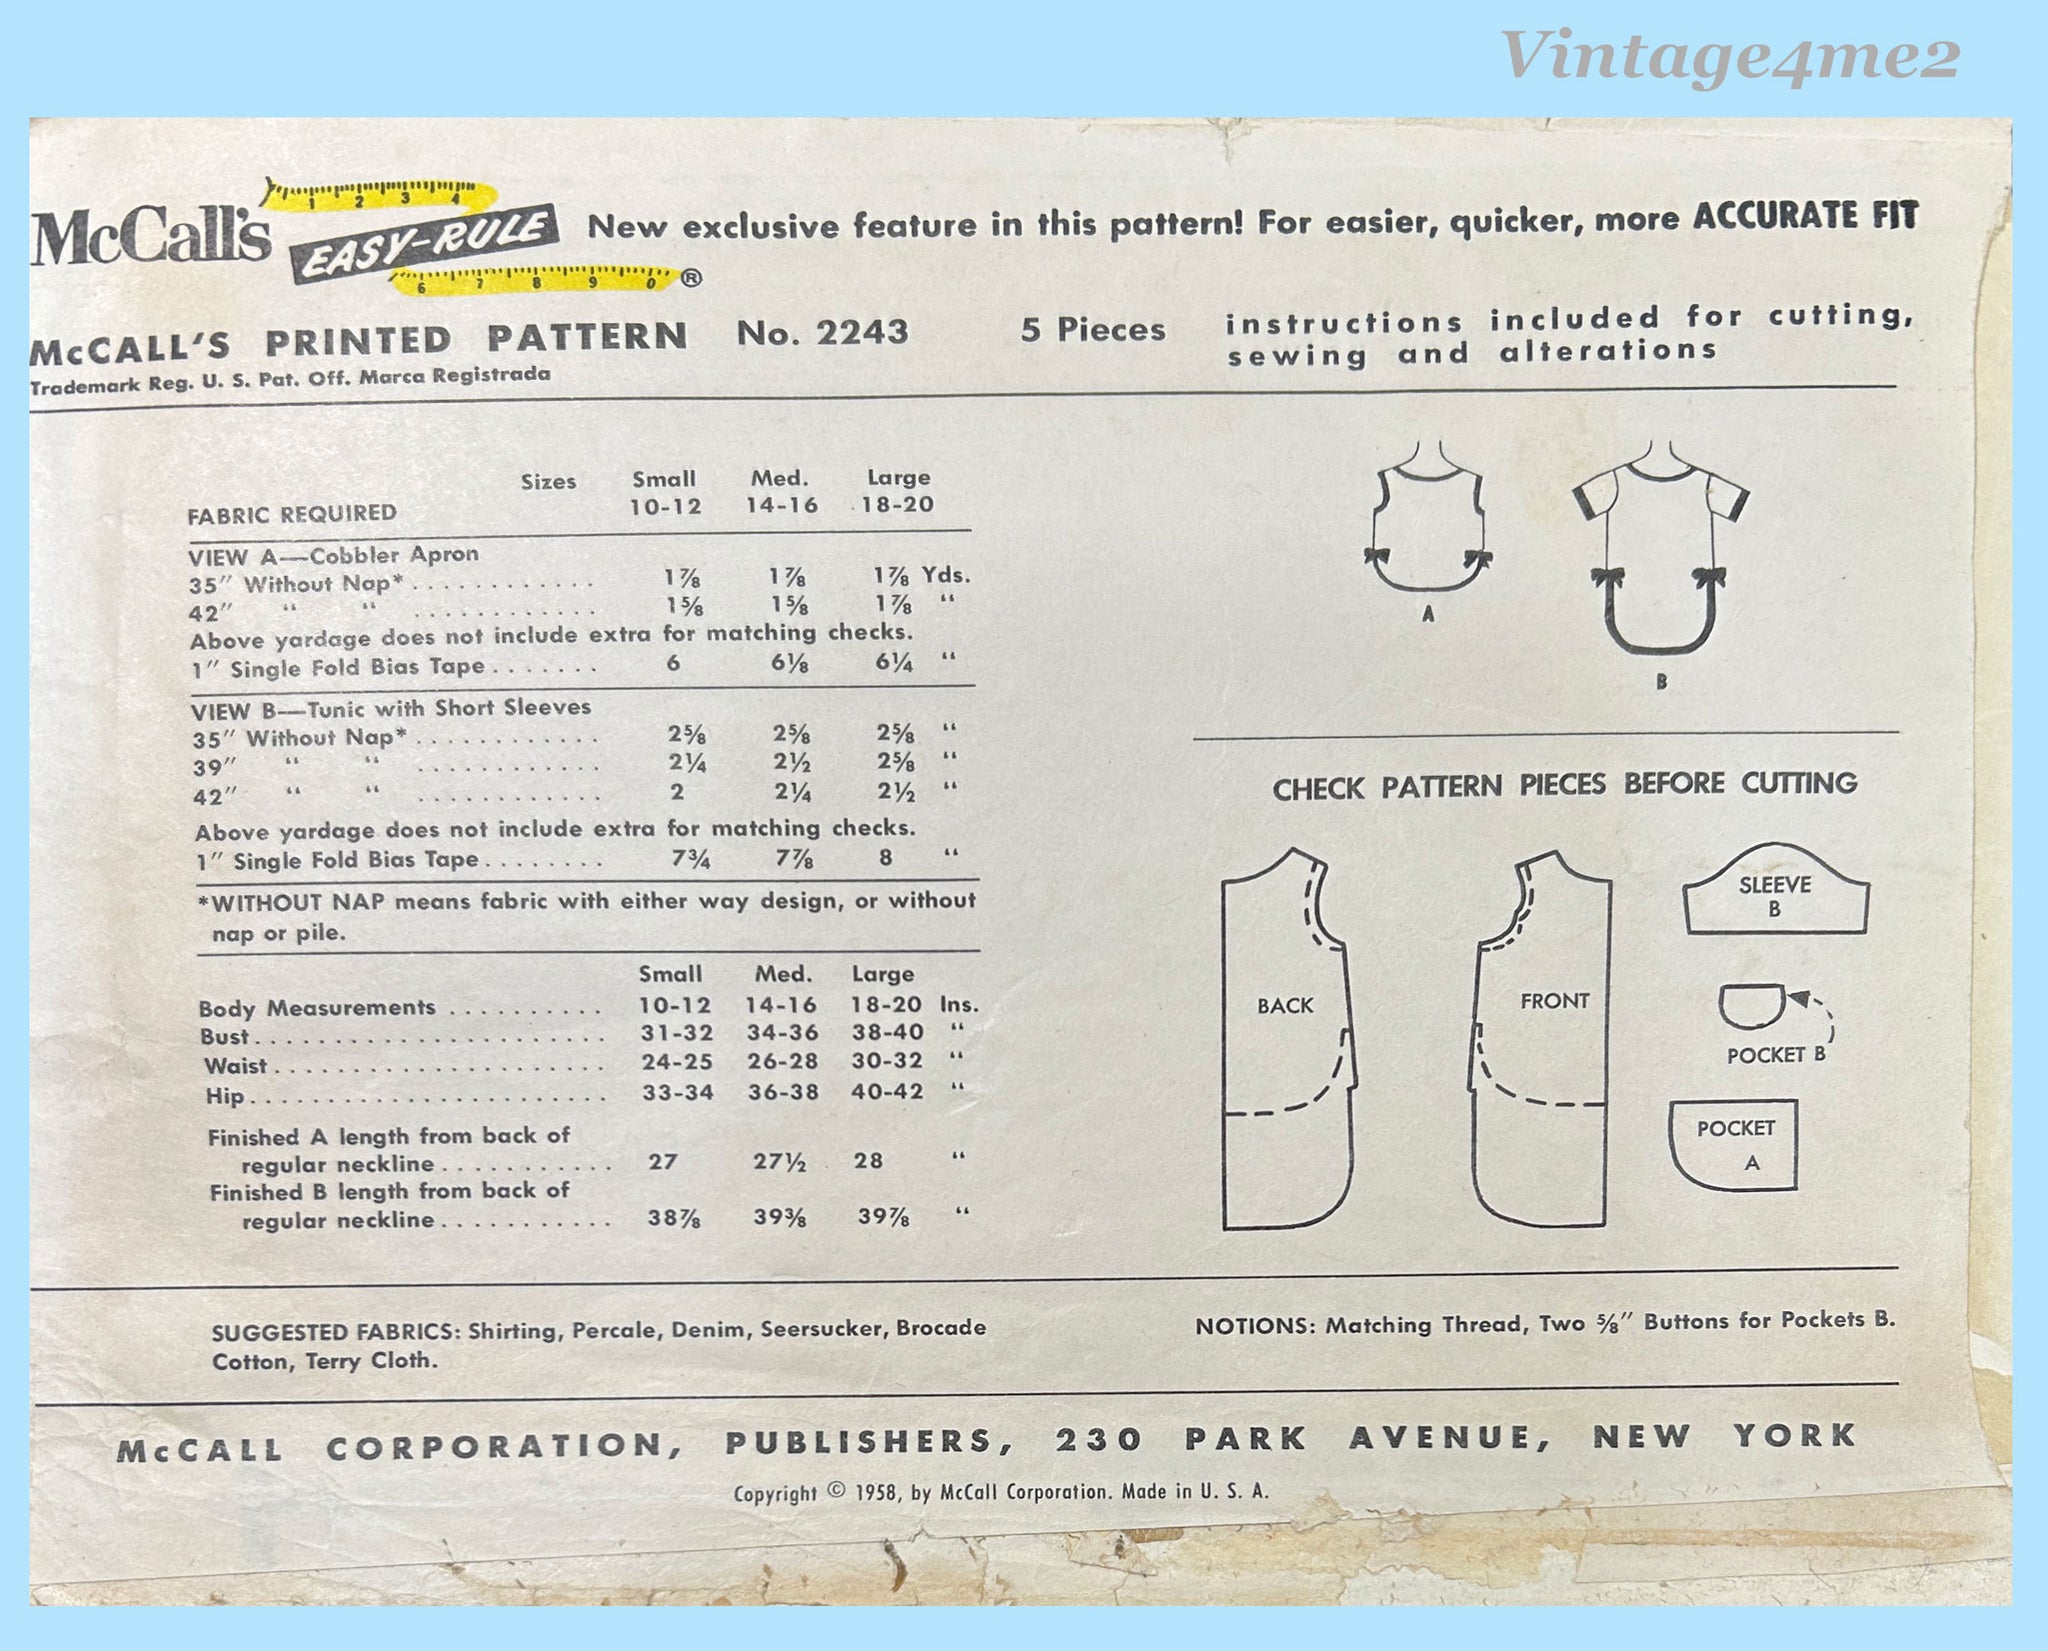 Vintage4me2
McCall's EASY-RULE ® New exclusive feature in this pattern! For easier, quicker, more ACCURATE FIT
1 2 3 4
6 7 8 9 0
McCALL'S PRINTED PATTERN No. 2243 5 Pieces instructions included for cutting,
sewing and alterations
Trademark Reg. U. S. Pat. Off. Marca Registrada
Sizes Small Med. Large
FABRIC REQUIRED 10-12 14-16 18-20
VIEW A—Cobbler Apron
35" Without Nap* ............ 1⅞ 1⅞ 1⅞ Yds.
42" " " ............ 1⅝ 1⅝ 1⅞ "
Above yardage does not include extra for matching checks.
1" Single Fold Bias Tape ....... 6 6⅛ 6¼ "
VIEW B—Tunic with Short Sleeves
35" Without Nap* ............ 2⅝ 2⅝ 2⅝ "
39" " " ............ 2¼ 2½ 2⅝ "
42" " " ............ 2 2¼ 2½ "
Above yardage does not include extra for matching checks.
1" Single Fold Bias Tape ........ 7¾ 7⅞ 8 "
*WITHOUT NAP means fabric with either way design, or without
nap or pile.
Small Med. Large
Body Measurements .......... 10-12 14-16 18-20 Ins.
Bust ....................... 31-32 34-36 38-40 "
Waist ...................... 24-25 26-28 30-32 "
Hip ........................ 33-34 36-38 40-42 "
Finished A length from back of
regular neckline ........... 27 27½ 28 "
Finished B length from back of
regular neckline ........... 38⅞ 39⅜ 39⅞ "
A
B
CHECK PATTERN PIECES BEFORE CUTTING
BACK
FRONT
SLEEVE
B
POCKET B
POCKET
A
SUGGESTED FABRICS: Shirting, Percale, Denim, Seersucker, Brocade
Cotton, Terry Cloth.
NOTIONS: Matching Thread, Two ⅝" Buttons for Pockets B.
McCALL CORPORATION, PUBLISHERS, 230 PARK AVENUE, NEW YORK
Copyright © 1958, by McCall Corporation. Made in U. S. A.